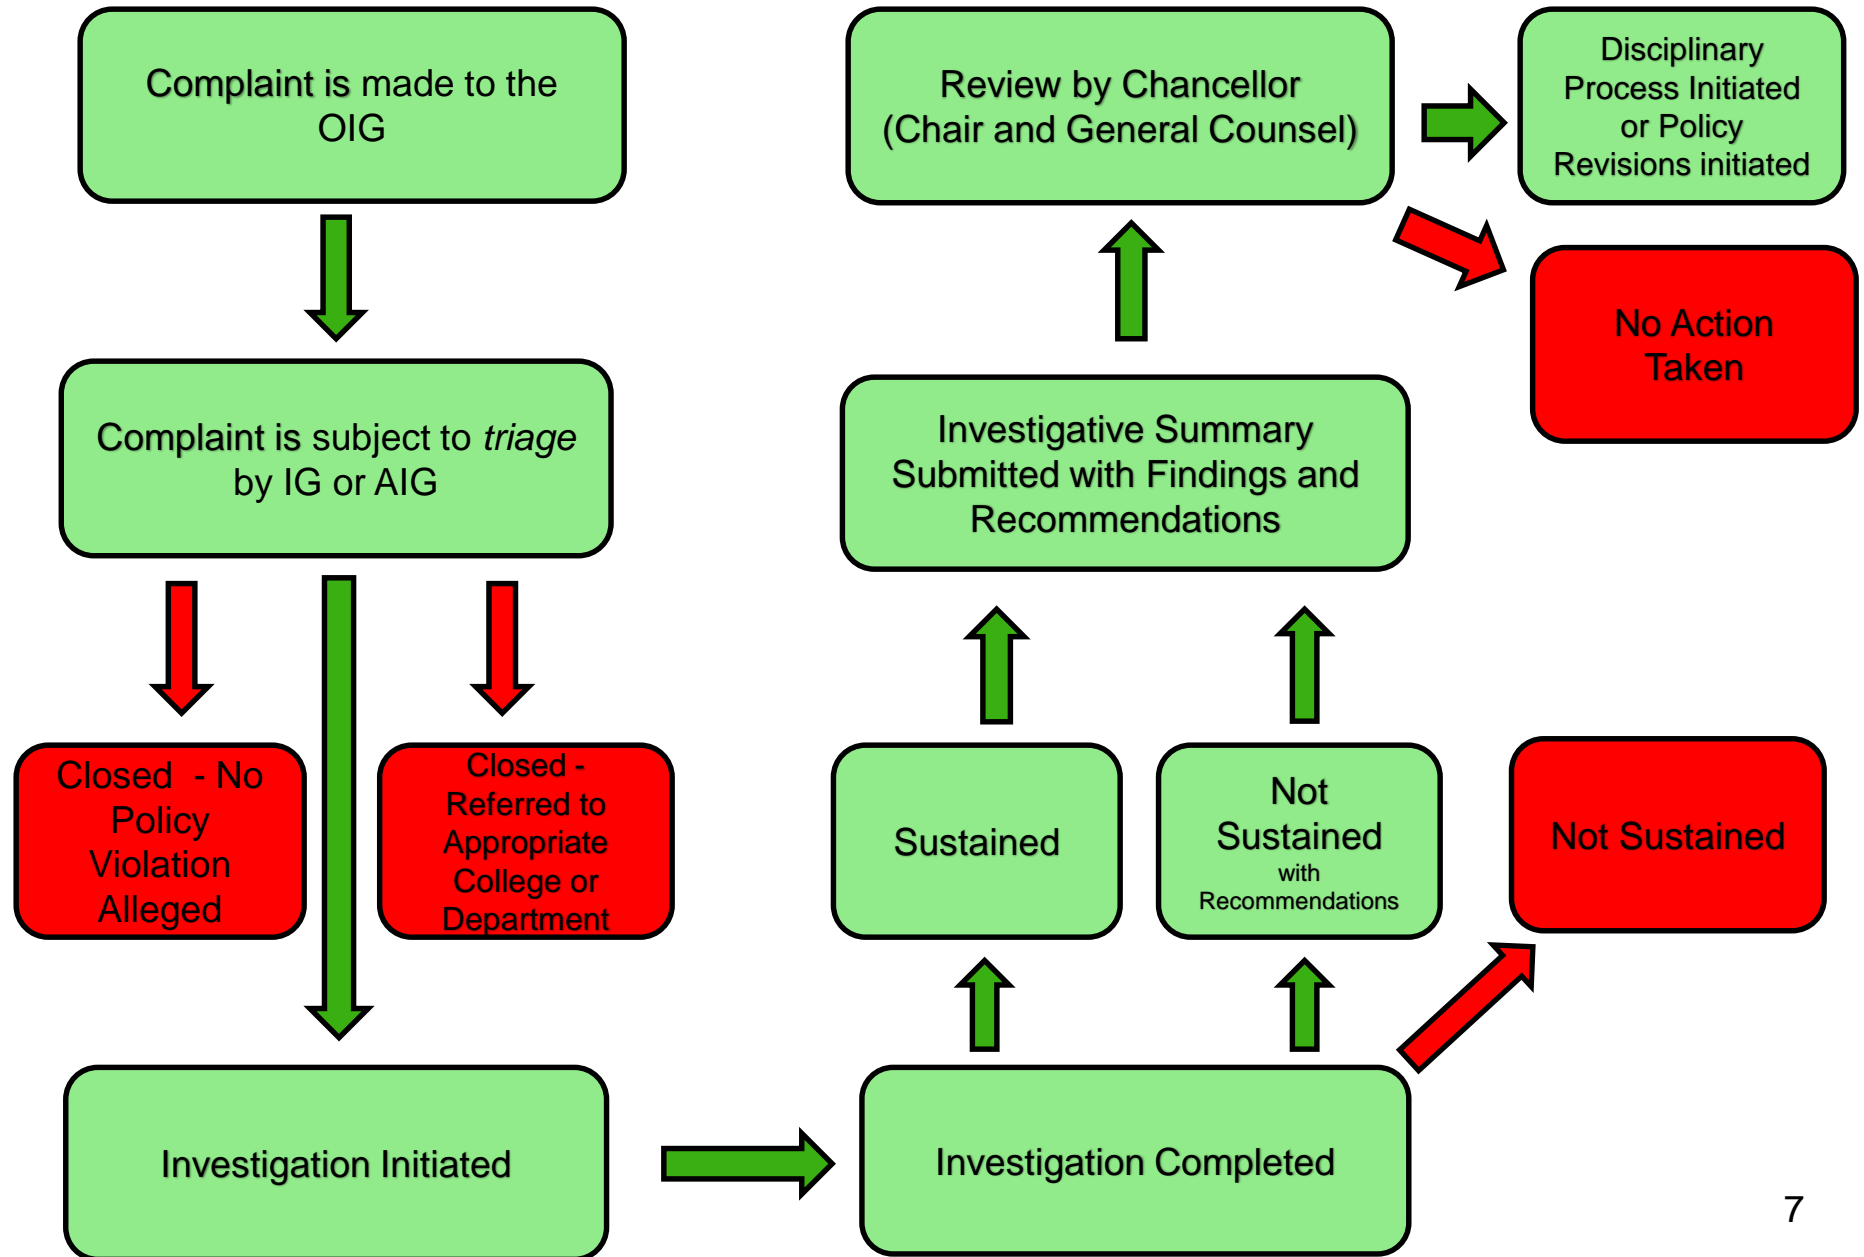 Complaint is made to the
OIG
Complaint is subject to triage
by IG or AIG
Closed - No
Policy
Violation
Alleged
Closed -
Referred to
Appropriate
College or
Department
Investigation Initiated
Investigation Completed
Sustained
Not
Sustained
with
Recommendations
Not Sustained
Investigative Summary
Submitted with Findings and
Recommendations
Review by Chancellor
(Chair and General Counsel)
Disciplinary
Process Initiated
or Policy
Revisions initiated
No Action
Taken
7